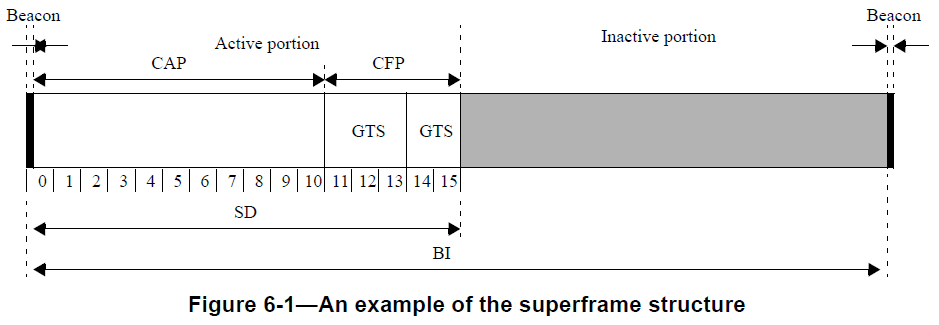 Beacon
Beacon
Active portion
Inactive portion
CAP
CFP
GTS
GTS
0 1 2 3 4 5 6 7 8 9 10 11 12 13 14 15
SD
BI
Figure 6-1—An example of the superframe structure